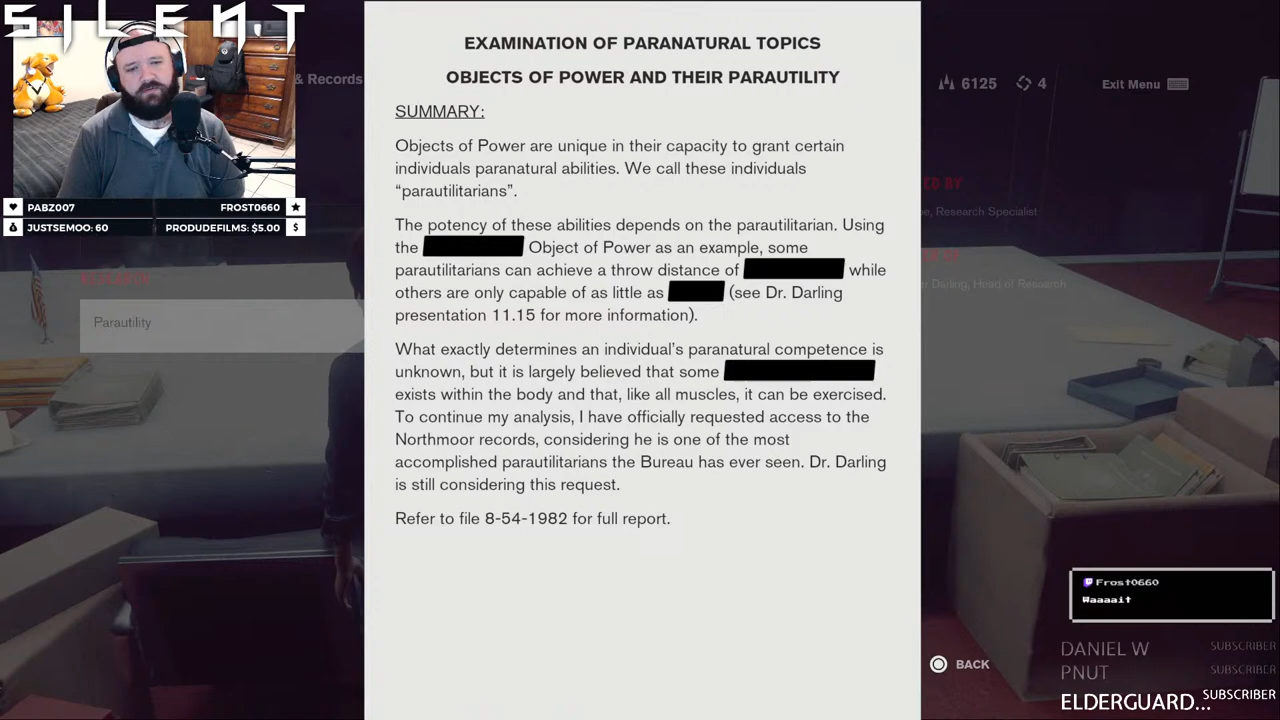 SILENT
PABZ007
FROST0660
JUSTSEMOO: 60
PRODUDEFILMS: $5.00
& Records
6125
4
Exit Menu
Parautility
EXAMINATION OF PARANATURAL TOPICS
OBJECTS OF POWER AND THEIR PARAUTILITY
SUMMARY:
Objects of Power are unique in their capacity to grant certain
individuals paranatural abilities. We call these individuals
“parautilitarians”.
The potency of these abilities depends on the parautilitarian. Using
the Object of Power as an example, some
parautilitarians can achieve a throw distance of while
others are only capable of as little as (see Dr. Darling
presentation 11.15 for more information).
What exactly determines an individual’s paranatural competence is
unknown, but it is largely believed that some
exists within the body and that, like all muscles, it can be exercised.
To continue my analysis, I have officially requested access to the
Northmoor records, considering he is one of the most
accomplished parautilitarians the Bureau has ever seen. Dr. Darling
is still considering this request.
Refer to file 8-54-1982 for full report.
ED BY
e, Research Specialist
er Darling, Head of Research
Frost0660
Waaaait
BACK
DANIEL W SUBSCRIBER
PNUT SUBSCRIBER
ELDERGUARD... SUBSCRIBER